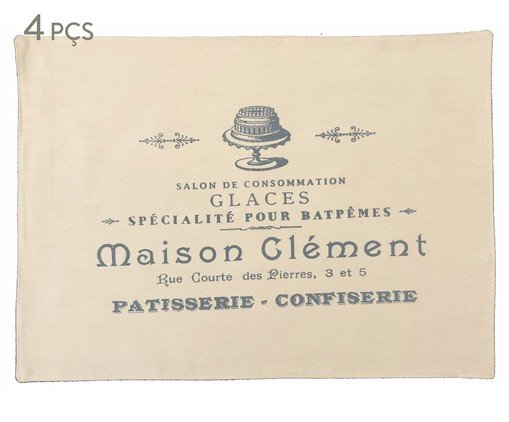 4 PÇS
SALON DE CONSOMMATION
GLACES
SPÉCIALITÉ POUR BATPÊMES
Maison Clément
Rue Courte des Pierres, 3 et 5
PATISSERIE - CONFISERIE